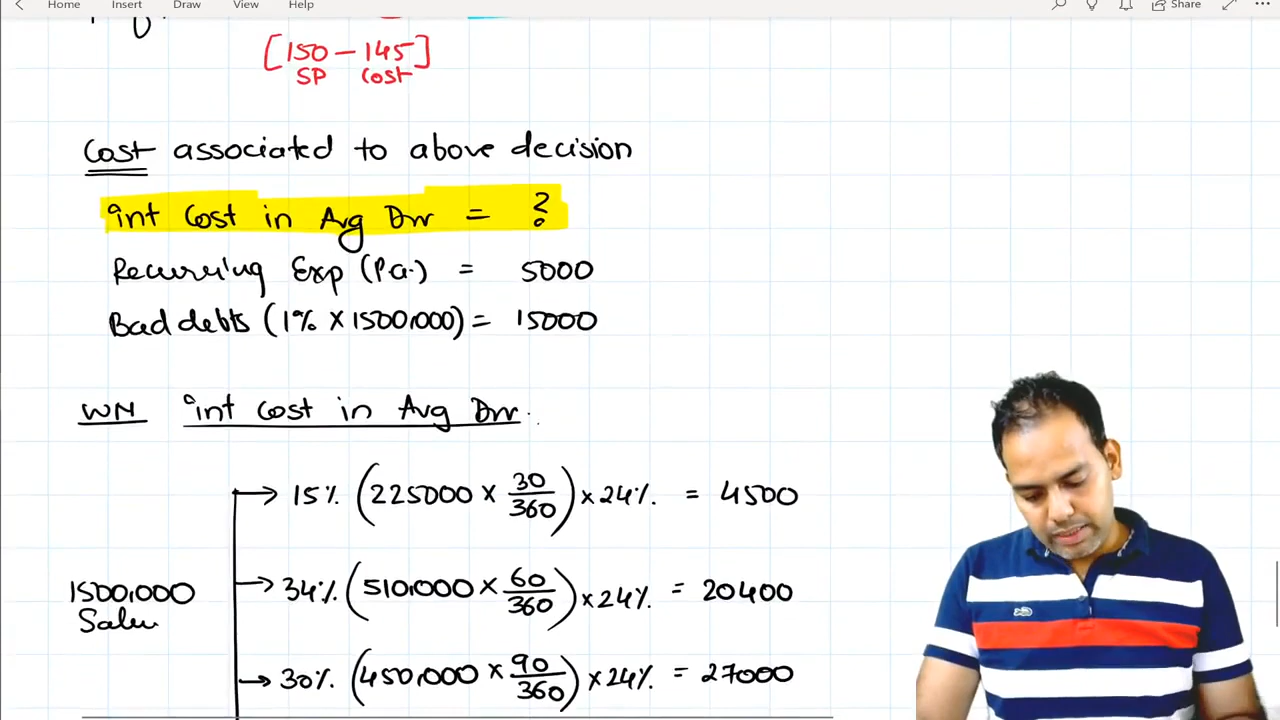 Home Insert Draw View Help Share
[150 - 145]
SP Cost
Cost associated to above decision
int Cost in Avg Drr = ?
Recurring Exp (P.a.) = 5000
Bad debts (1% × 1500,000) = 15000
WN int Cost in Avg Drr.
15% (225000 × 30/360) × 24% = 4500
1500,000
Sales
34% (510,000 × 60/360) × 24% = 20400
30% (450,000 × 90/360) × 24% = 27000